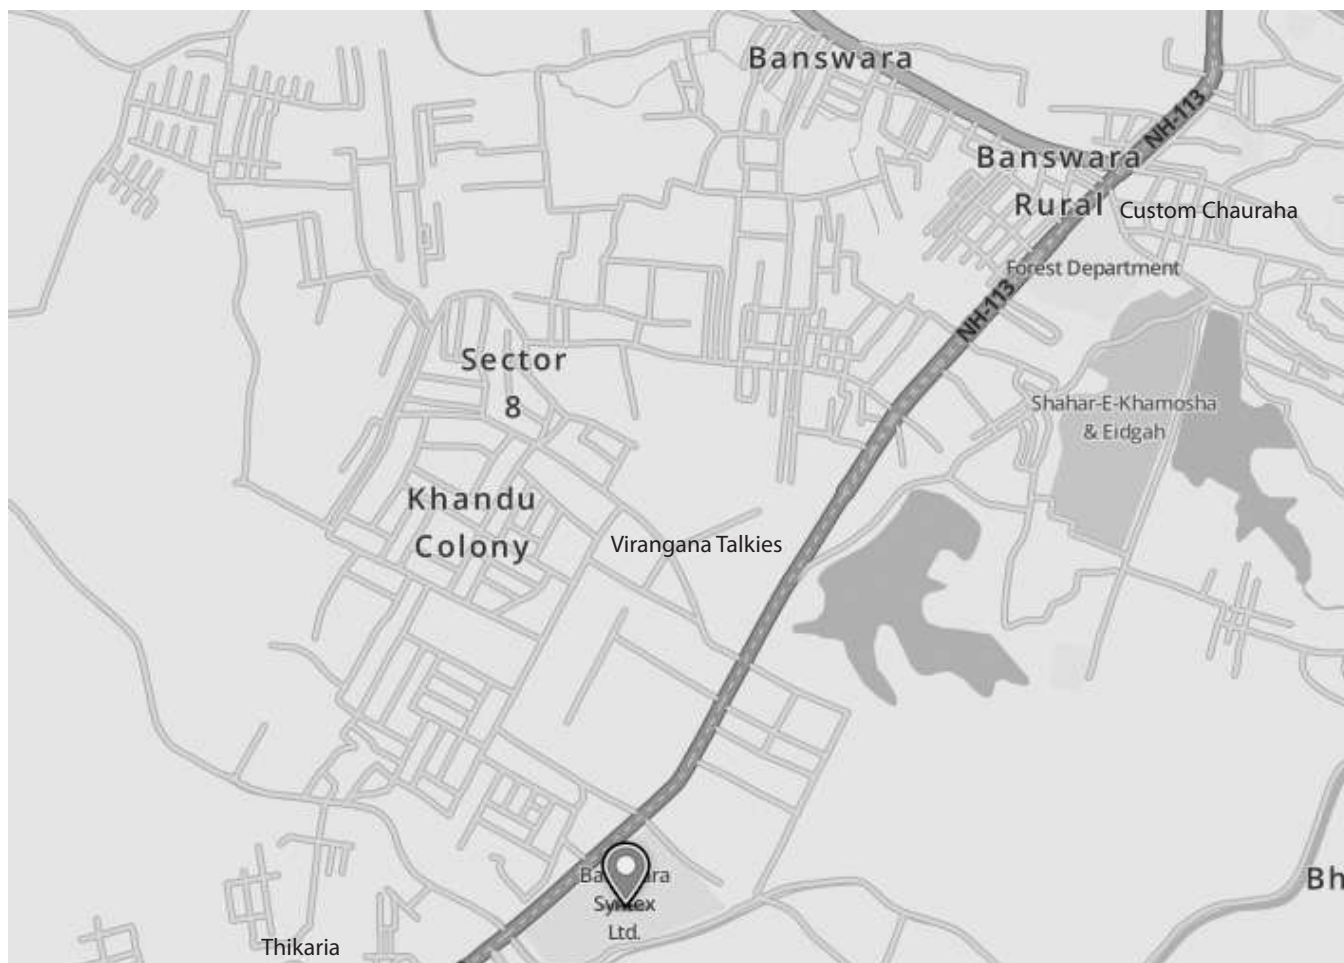 Banswara
NH-113
Banswara
Rural
Custom Chauraha
Forest Department
NH-113
Sector
8
Shahar-E-Khamosha
& Eidgah
Khandu
Colony
Virangana Talkies
Syntex
Ltd.
Bh
Thikaria